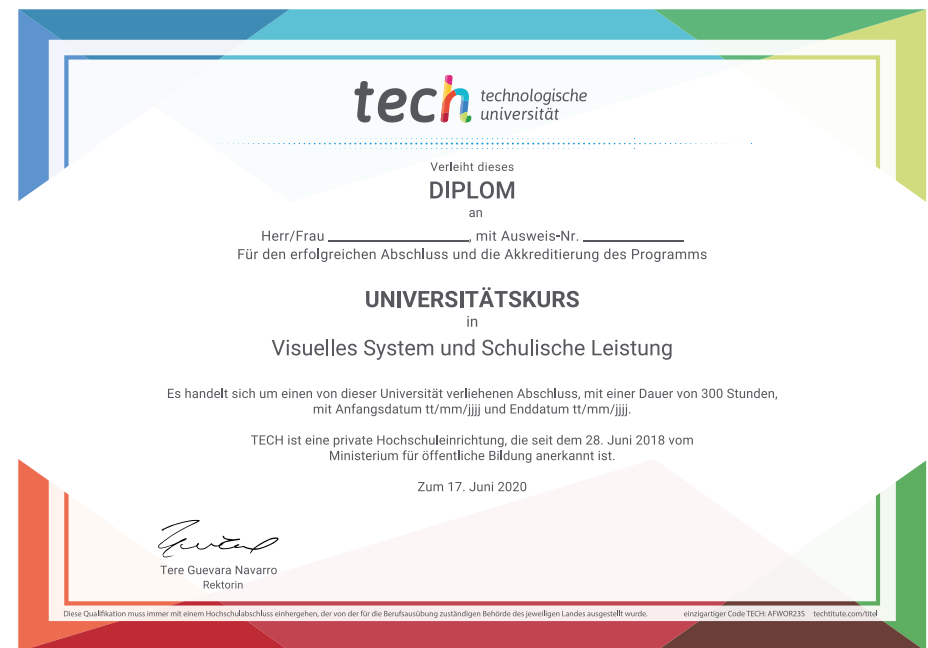 tech technologische
universität
Verleiht dieses
DIPLOM
an
Herr/Frau ____________________, mit Ausweis-Nr. ______________
Für den erfolgreichen Abschluss und die Akkreditierung des Programms
UNIVERSITÄTSKURS
in
Visuelles System und Schulische Leistung
Es handelt sich um einen von dieser Universität verliehenen Abschluss, mit einer Dauer von 300 Stunden,
mit Anfangsdatum tt/mm/jjjj und Enddatum tt/mm/jjjj.
TECH ist eine private Hochschuleinrichtung, die seit dem 28. Juni 2018 vom
Ministerium für öffentliche Bildung anerkannt ist.
Zum 17. Juni 2020
Tere Guevara Navarro
Rektorin
Diese Qualifikation muss immer mit einem Hochschulabschluss einhergehen, der von der für die Berufsausübung zuständigen Behörde des jeweiligen Landes ausgestellt wurde. einzigartiger Code TECH: AFWOR23S techtitute.com/titel